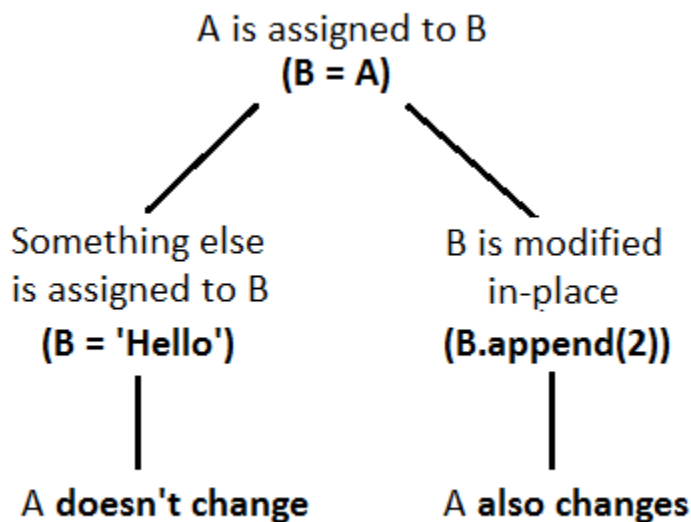 A is assigned to B
(B = A)
Something else
is assigned to B
(B = 'Hello')
B is modified
in-place
(B.append(2))
A doesn't change
A also changes